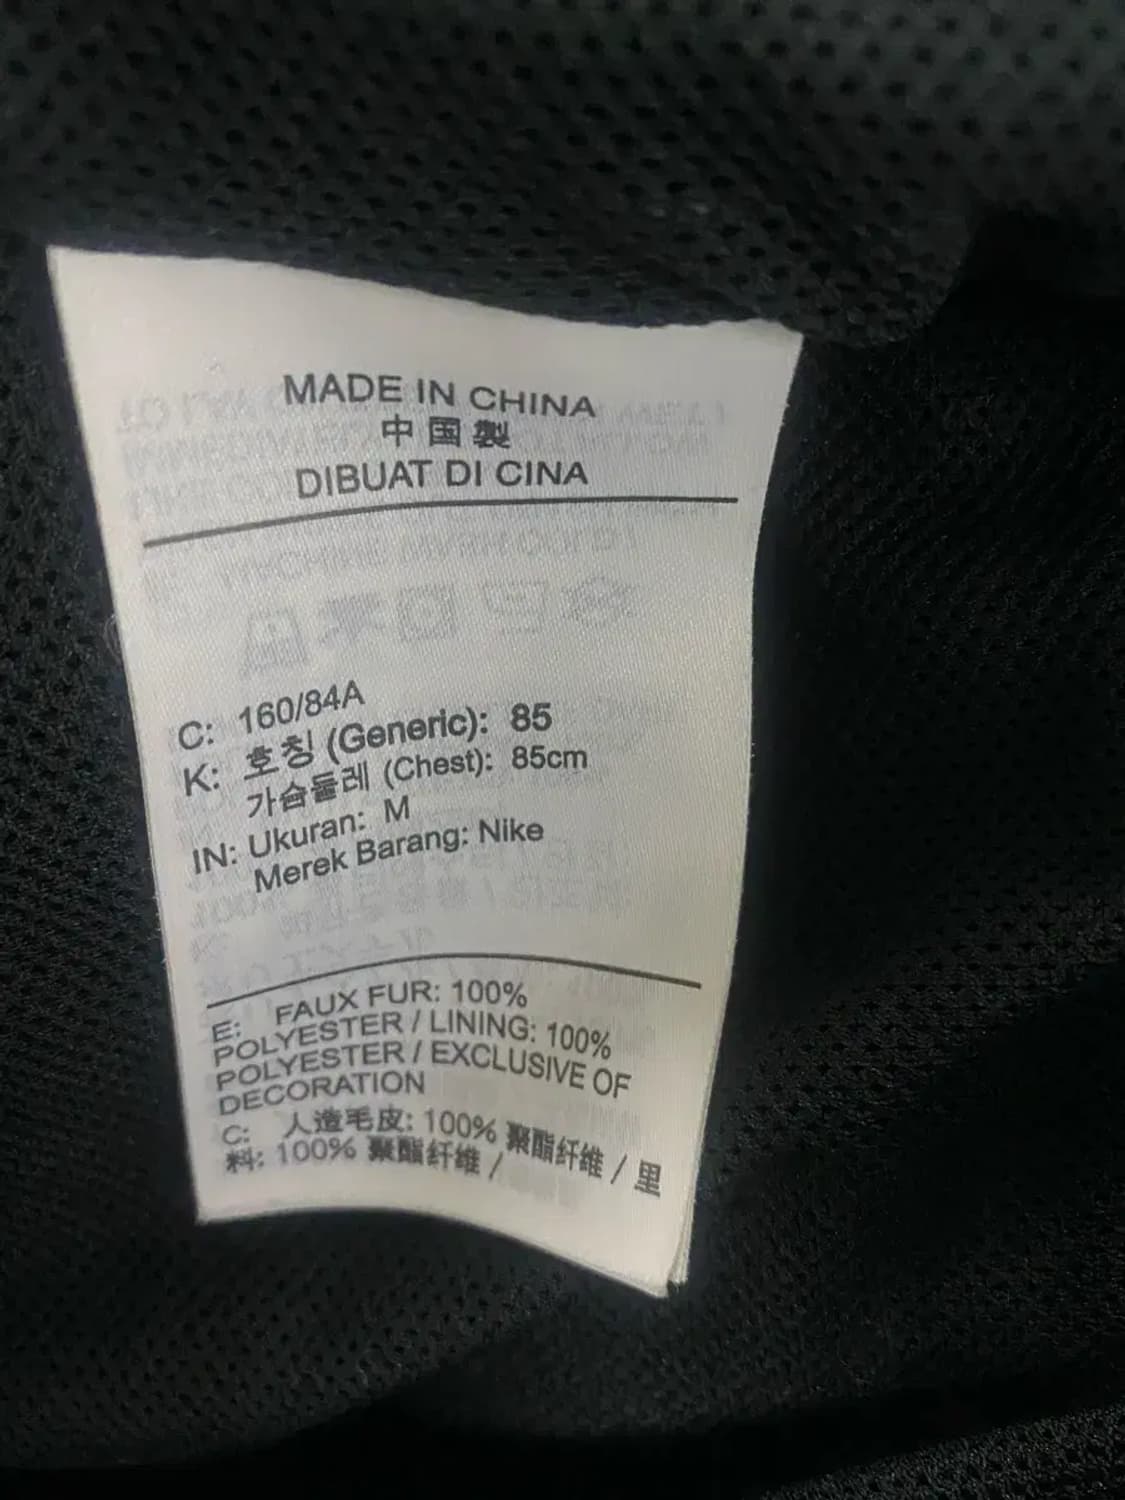 MADE IN CHINA
中国製
DIBUAT DI CINA
C: 160/84A
K: 호칭 (Generic): 85
가슴둘레 (Chest): 85cm
IN: Ukuran: M
Merek Barang: Nike
E: FAUX FUR: 100%
POLYESTER / LINING: 100%
POLYESTER / EXCLUSIVE OF
DECORATION
C: 人造毛皮: 100% 聚酯纤维 / 里
料: 100% 聚酯纤维 /